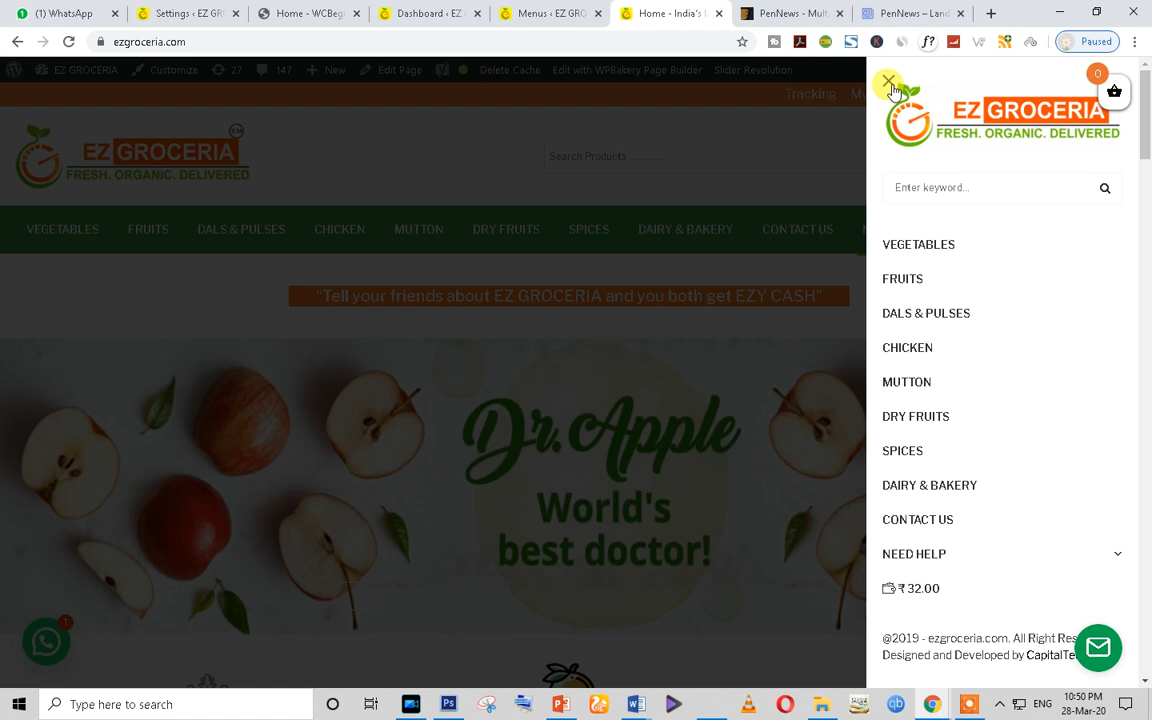 (1) WhatsApp
Settings ‹ EZ GRO
Home - WCBegi
Dashboard ‹ EZ
Menus ‹ EZ GRO
Home - India's
PenNews - Mult
PenNews – Land
ezgroceria.com
Paused
EZ GROCERIA
Customize
27
147
New
Edit Page
Delete Cache
Edit with WPBakery Page Builder
Slider Revolution
Tracking
My
EZ GROCERIA
FRESH. ORGANIC. DELIVERED
Search Products
VEGETABLES
FRUITS
DALS & PULSES
CHICKEN
MUTTON
DRY FRUITS
SPICES
DAIRY & BAKERY
CONTACT US
"Tell your friends about EZ GROCERIA and you both get EZY CASH"
Dr. Apple
World's
best doctor!
1
0
EZ GROCERIA
FRESH. ORGANIC. DELIVERED
Enter keyword...
VEGETABLES
FRUITS
DALS & PULSES
CHICKEN
MUTTON
DRY FRUITS
SPICES
DAIRY & BAKERY
CONTACT US
NEED HELP
₹ 32.00
@2019 - ezgroceria.com. All Right Res
Designed and Developed by CapitalTe
Type here to search
ENG
10:50 PM
28-Mar-20